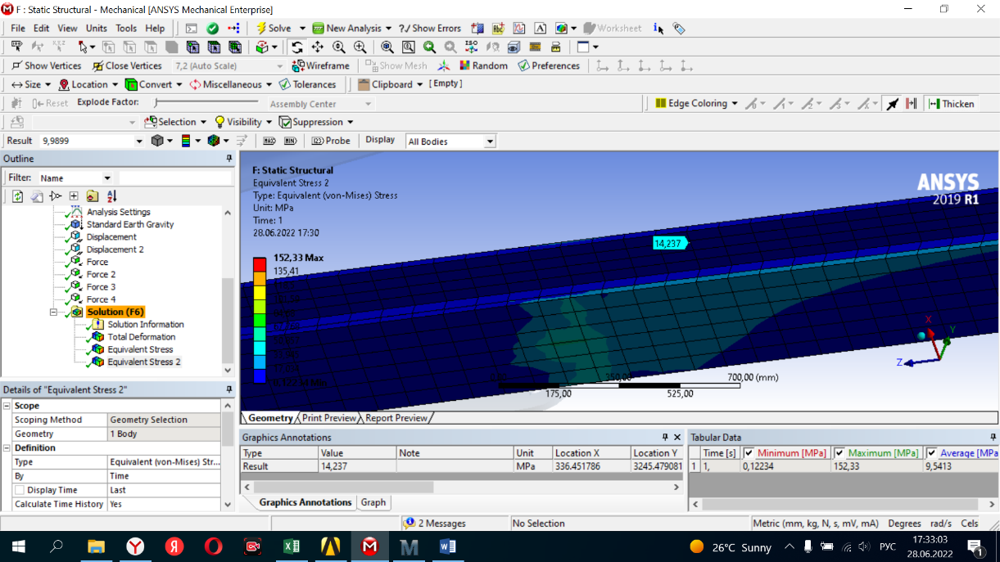 F : Static Structural - Mechanical [ANSYS Mechanical Enterprise]
File Edit View Units Tools Help Solve New Analysis ?/ Show Errors Worksheet
Show Vertices Close Vertices 7,2 (Auto Scale) Wireframe Show Mesh Random Preferences
Size Location Convert Miscellaneous Tolerances Clipboard [ Empty ]
Reset Explode Factor: Assembly Center Edge Coloring Thicken
Selection Visibility Suppression
Result 9,9899 MAX MIN Probe Display All Bodies
Outline
Filter: Name
Analysis Settings
Standard Earth Gravity
Displacement
Displacement 2
Force
Force 2
Force 3
Force 4
Solution (F6)
Solution Information
Total Deformation
Equivalent Stress
Equivalent Stress 2
Details of "Equivalent Stress 2"
Scope
Scoping Method Geometry Selection
Geometry 1 Body
Definition
Type Equivalent (von-Mises) Str...
By Time
Display Time Last
Calculate Time History Yes
F: Static Structural
Equivalent Stress 2
Type: Equivalent (von-Mises) Stress
Unit: MPa
Time: 1
28.06.2022 17:30
152,33 Max
135,41
ANSYS
2019 R1
14,237
X
Y
Z
350,00
700,00 (mm)
175,00
525,00
Geometry Print Preview Report Preview
Graphics Annotations
Type Value Note Unit Location X Location Y
Result 14,237 MPa 336.451786 3245.479081
Graphics Annotations Graph
Tabular Data
Time [s] Minimum [MPa] Maximum [MPa] Average [MPa
1 1, 0,12234 152,33 9,5413
2 Messages No Selection Metric (mm, kg, N, s, mV, mA) Degrees rad/s Cels
26°C Sunny РУС 17:33:03
28.06.2022
1